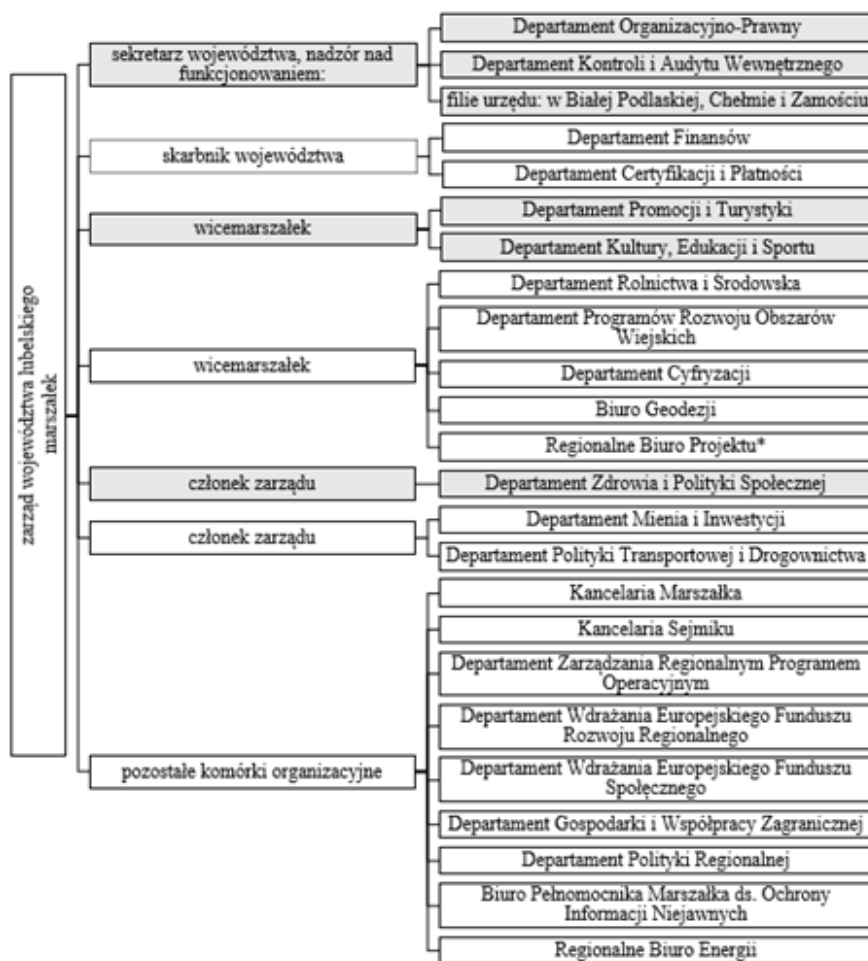 zarząd województwa lubelskiego
marszałek
sekretarz województwa, nadzór nad
funkcjonowaniem:
Departament Organizacyjno-Prawny
Departament Kontroli i Audytu Wewnętrznego
filie urzędu: w Białej Podlaskiej, Chełmie i Zamościu
skarbnik województwa
Departament Finansów
Departament Certyfikacji i Płatności
wicemarszałek
Departament Promocji i Turystyki
Departament Kultury, Edukacji i Sportu
wicemarszałek
Departament Rolnictwa i Środowska
Departament Programów Rozwoju Obszarów
Wiejskich
Departament Cyfryzacji
Biuro Geodezji
Regionalne Biuro Projektu*
członek zarządu
Departament Zdrowia i Polityki Społecznej
członek zarządu
Departament Mienia i Inwestycji
Departament Polityki Transportowej i Drogownictwa
pozostałe komórki organizacyjne
Kancelaria Marszałka
Kancelaria Sejmiku
Departament Zarządzania Regionalnym Programem
Operacyjnym
Departament Wdrażania Europejskiego Funduszu
Rozwoju Regionalnego
Departament Wdrażania Europejskiego Funduszu
Społęcznego
Departament Gospodarki i Współpracy Zagranicznej
Departament Polityki Regionalnej
Biuro Pełnomocnika Marszałka ds. Ochrony
Informacji Niejawnych
Regionalne Biuro Energii